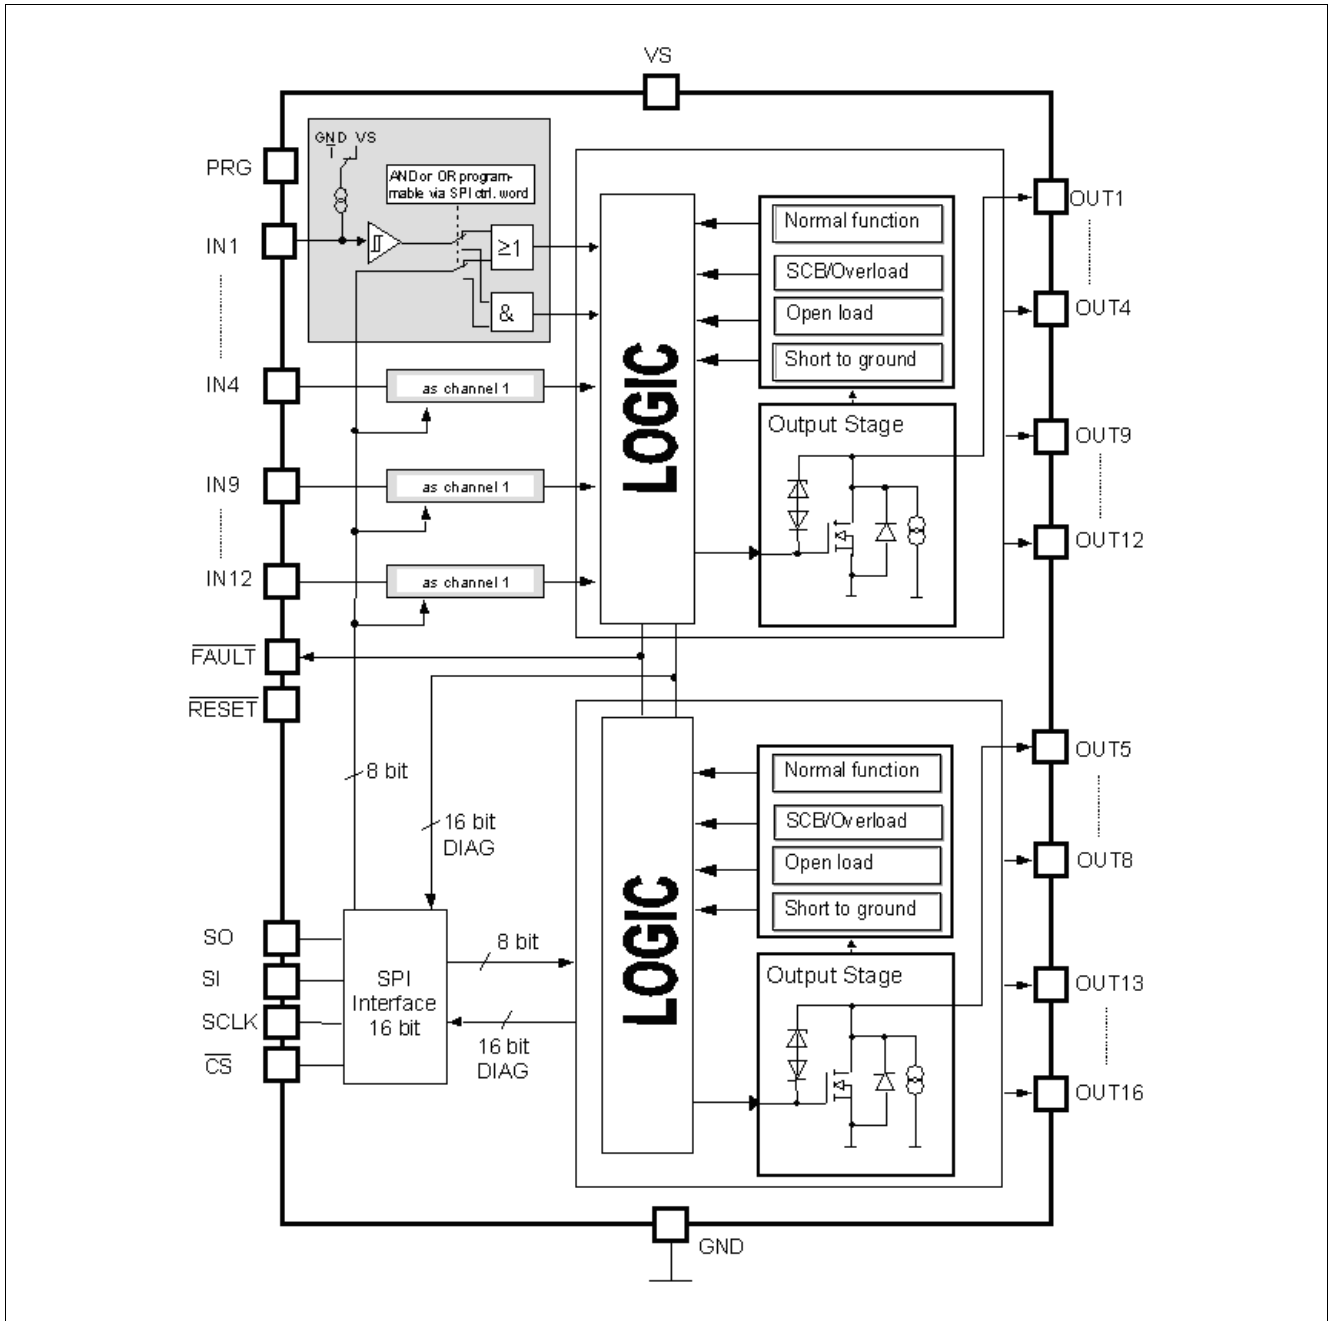 VS
PRG
GND VS
AND or OR program-
mable via SPI ctrl. word
IN1
≥1
&
IN4
as channel 1
IN9
as channel 1
IN12
as channel 1
FAULT
RESET
LOGIC
Normal function
SCB/Overload
Open load
Short to ground
Output Stage
OUT1
OUT4
OUT9
OUT12
8 bit
16 bit
DIAG
SO
SI
SCLK
CS
SPI
Interface
16 bit
8 bit
16 bit
DIAG
LOGIC
Normal function
SCB/Overload
Open load
Short to ground
Output Stage
OUT5
OUT8
OUT13
OUT16
GND